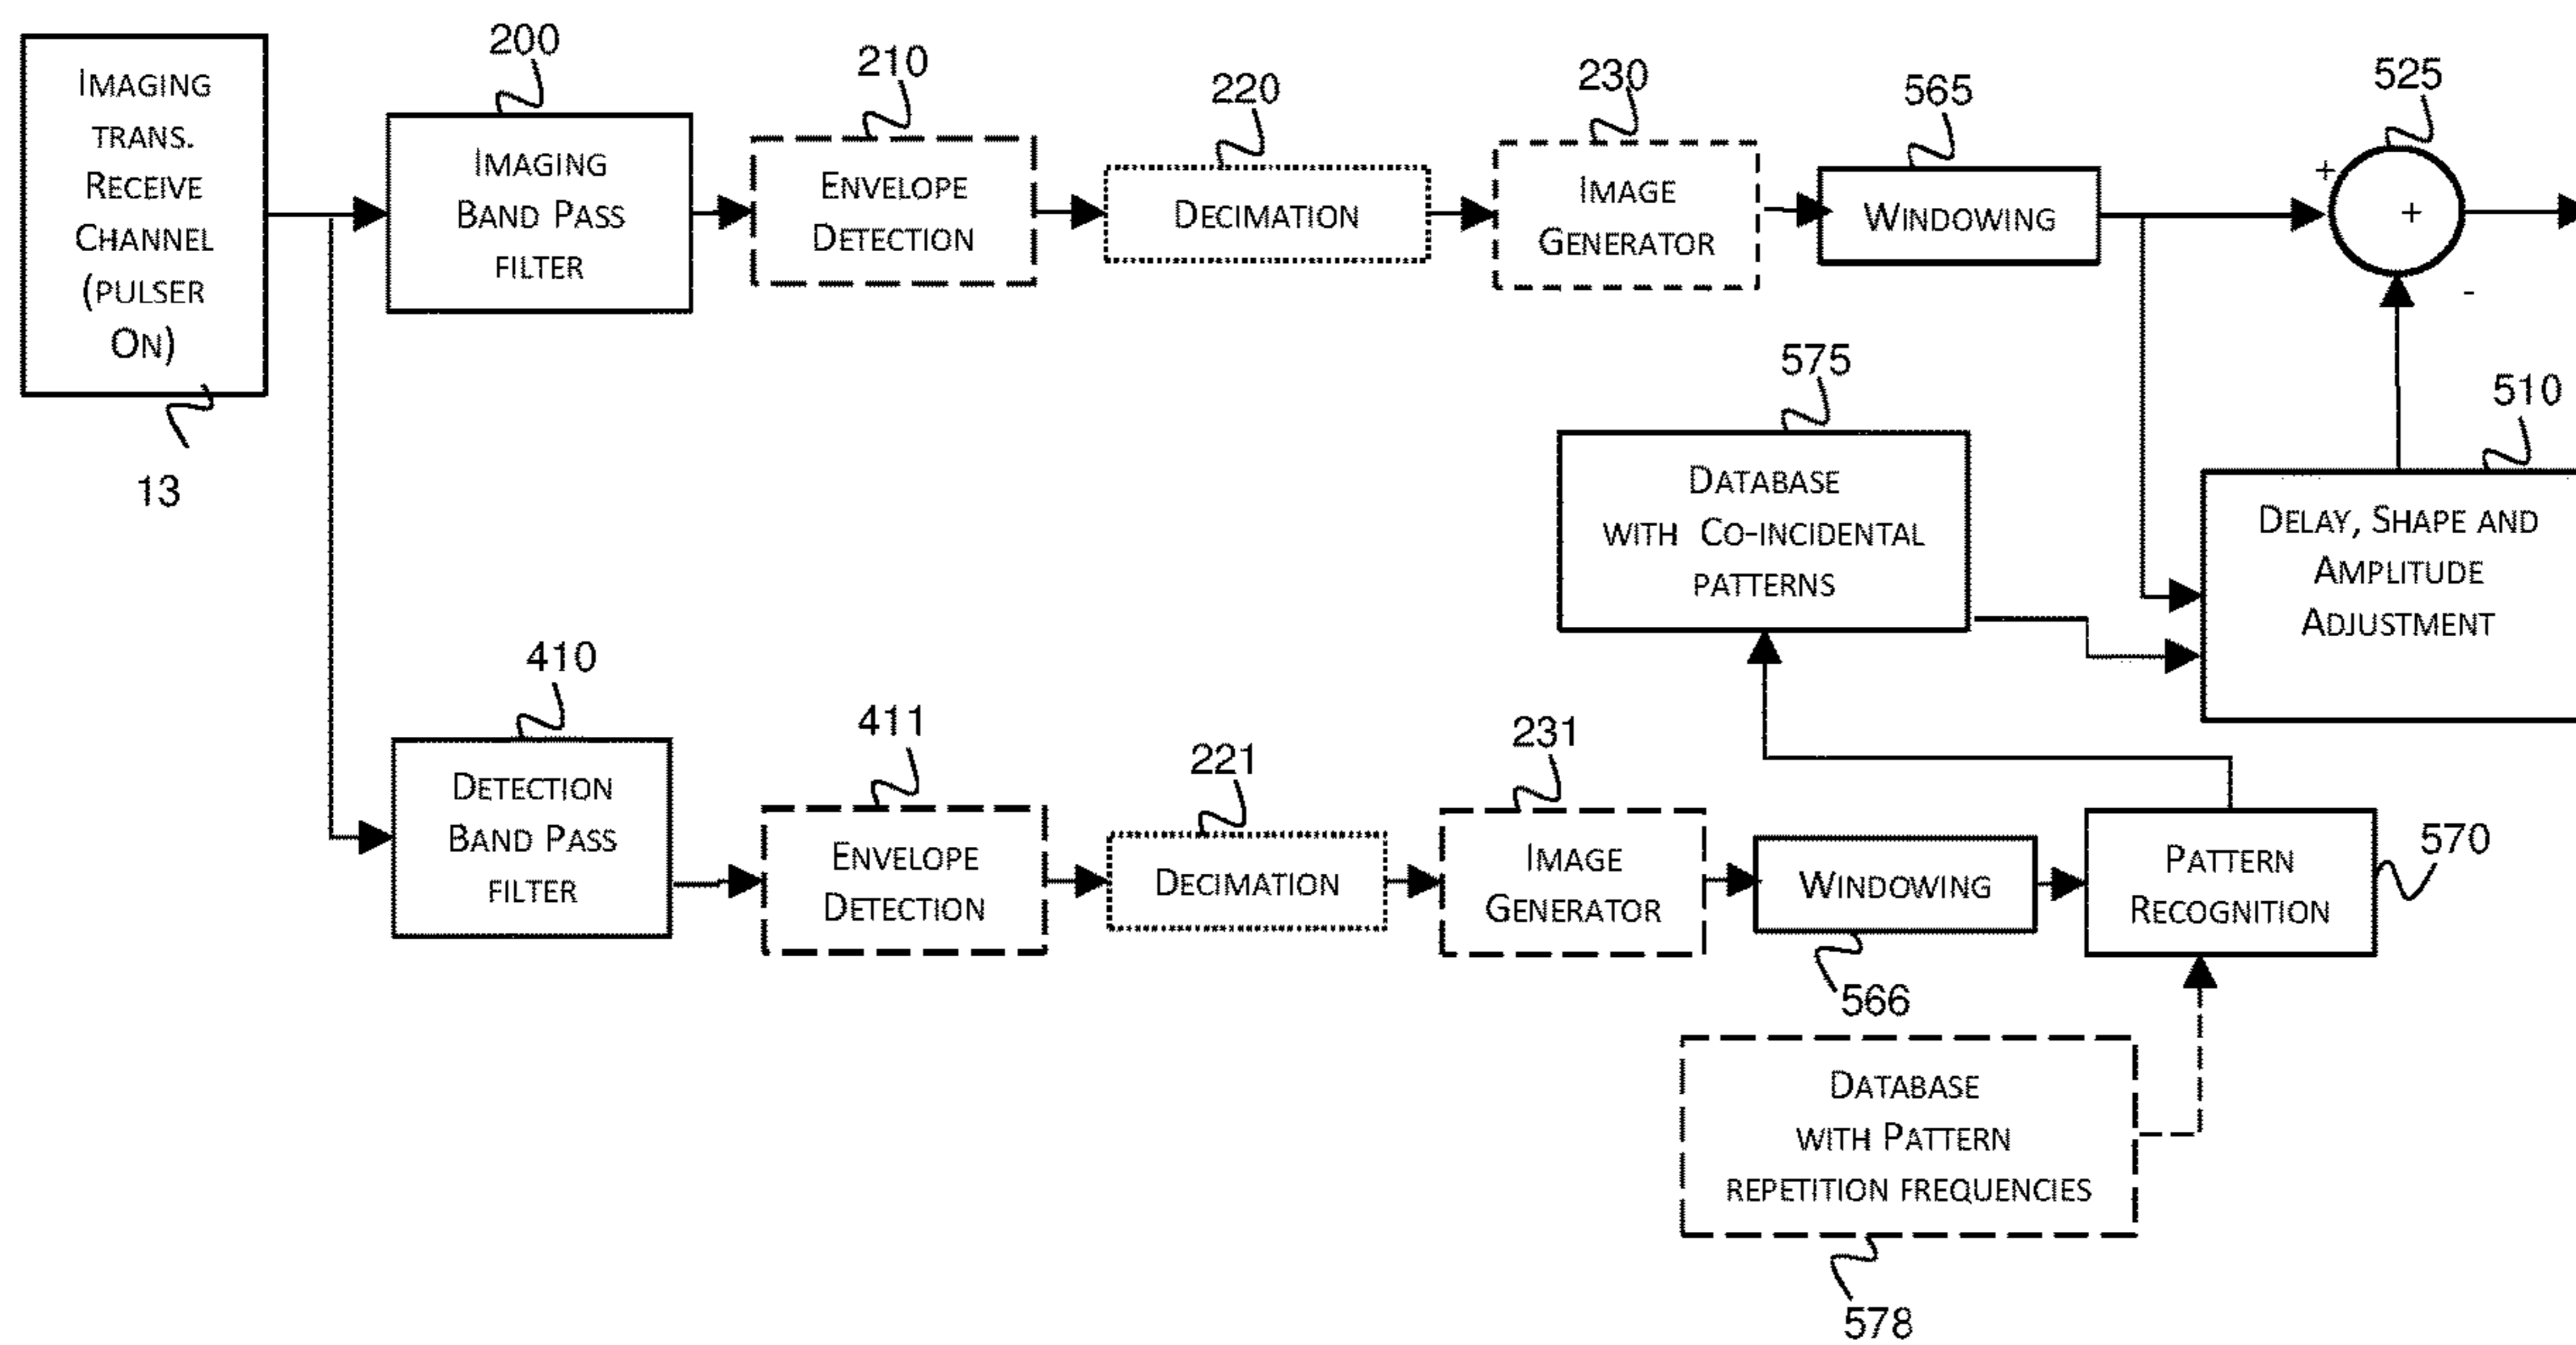 200
210
220
230
565
525
IMAGING
TRANS.
RECEIVE
CHANNEL
(PULSER
ON)
13
IMAGING
BAND PASS
FILTER
ENVELOPE
DETECTION
DECIMATION
IMAGE
GENERATOR
WINDOWING
+
+
-
575
510
DATABASE
WITH CO-INCIDENTAL
PATTERNS
DELAY, SHAPE AND
AMPLITUDE
ADJUSTMENT
410
411
221
231
570
DETECTION
BAND PASS
FILTER
ENVELOPE
DETECTION
DECIMATION
IMAGE
GENERATOR
WINDOWING
566
PATTERN
RECOGNITION
DATABASE
WITH PATTERN
REPETITION FREQUENCIES
578